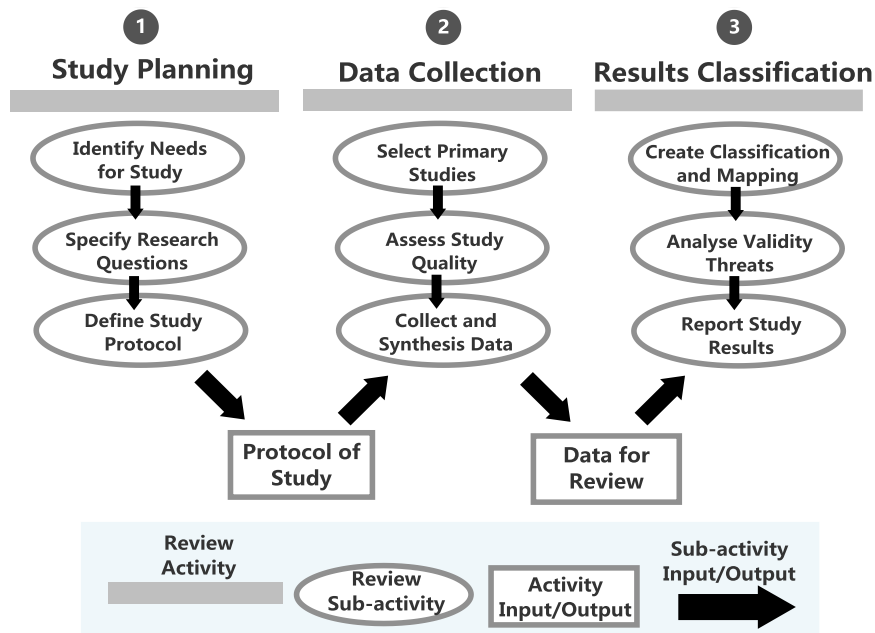 1
Study Planning
Identify Needs
for Study
Specify Research
Questions
Define Study
Protocol
2
Data Collection
Select Primary
Studies
Assess Study
Quality
Collect and
Synthesis Data
3
Results Classification
Create Classification
and Mapping
Analyse Validity
Threats
Report Study
Results
Protocol of
Study
Data for
Review
Review
Activity
Review
Sub-activity
Activity
Input/Output
Sub-activity
Input/Output